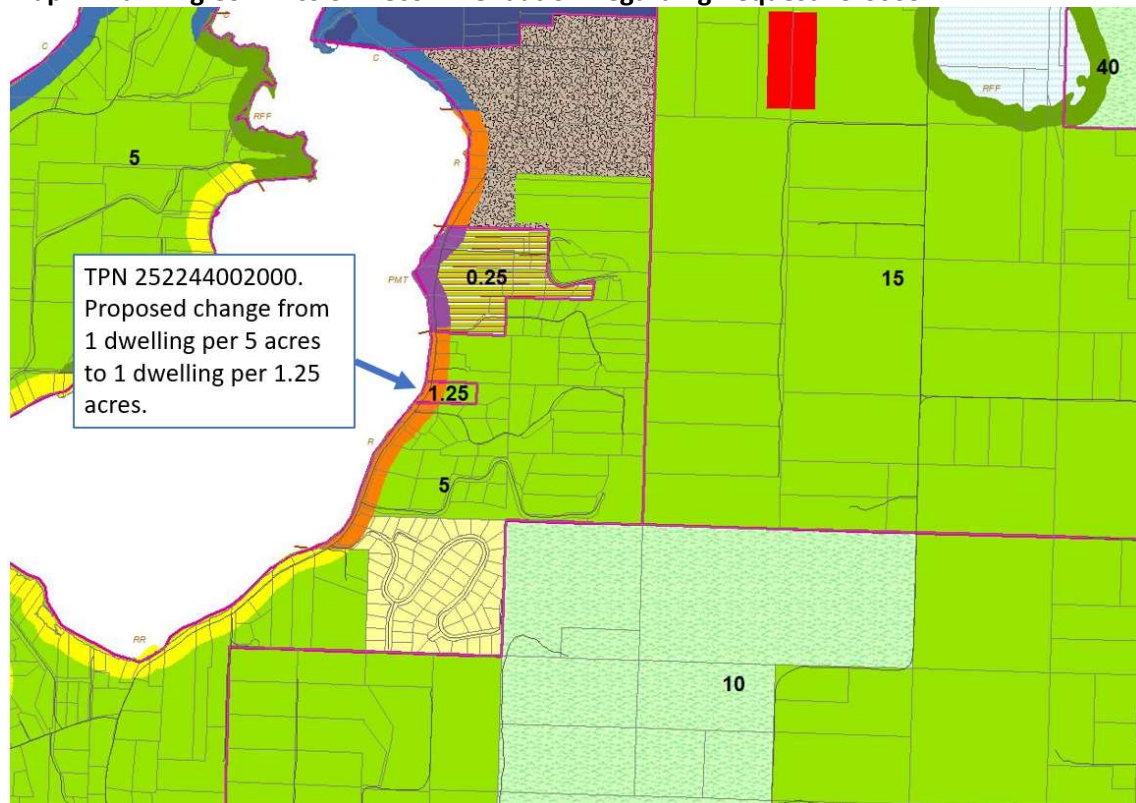 C
C
C
RFF
RFF
40
5
R
PMT
0.25
15
TPN 252244002000.
Proposed change from
1 dwelling per 5 acres
to 1 dwelling per 1.25
acres.
1.25
R
5
RR
10